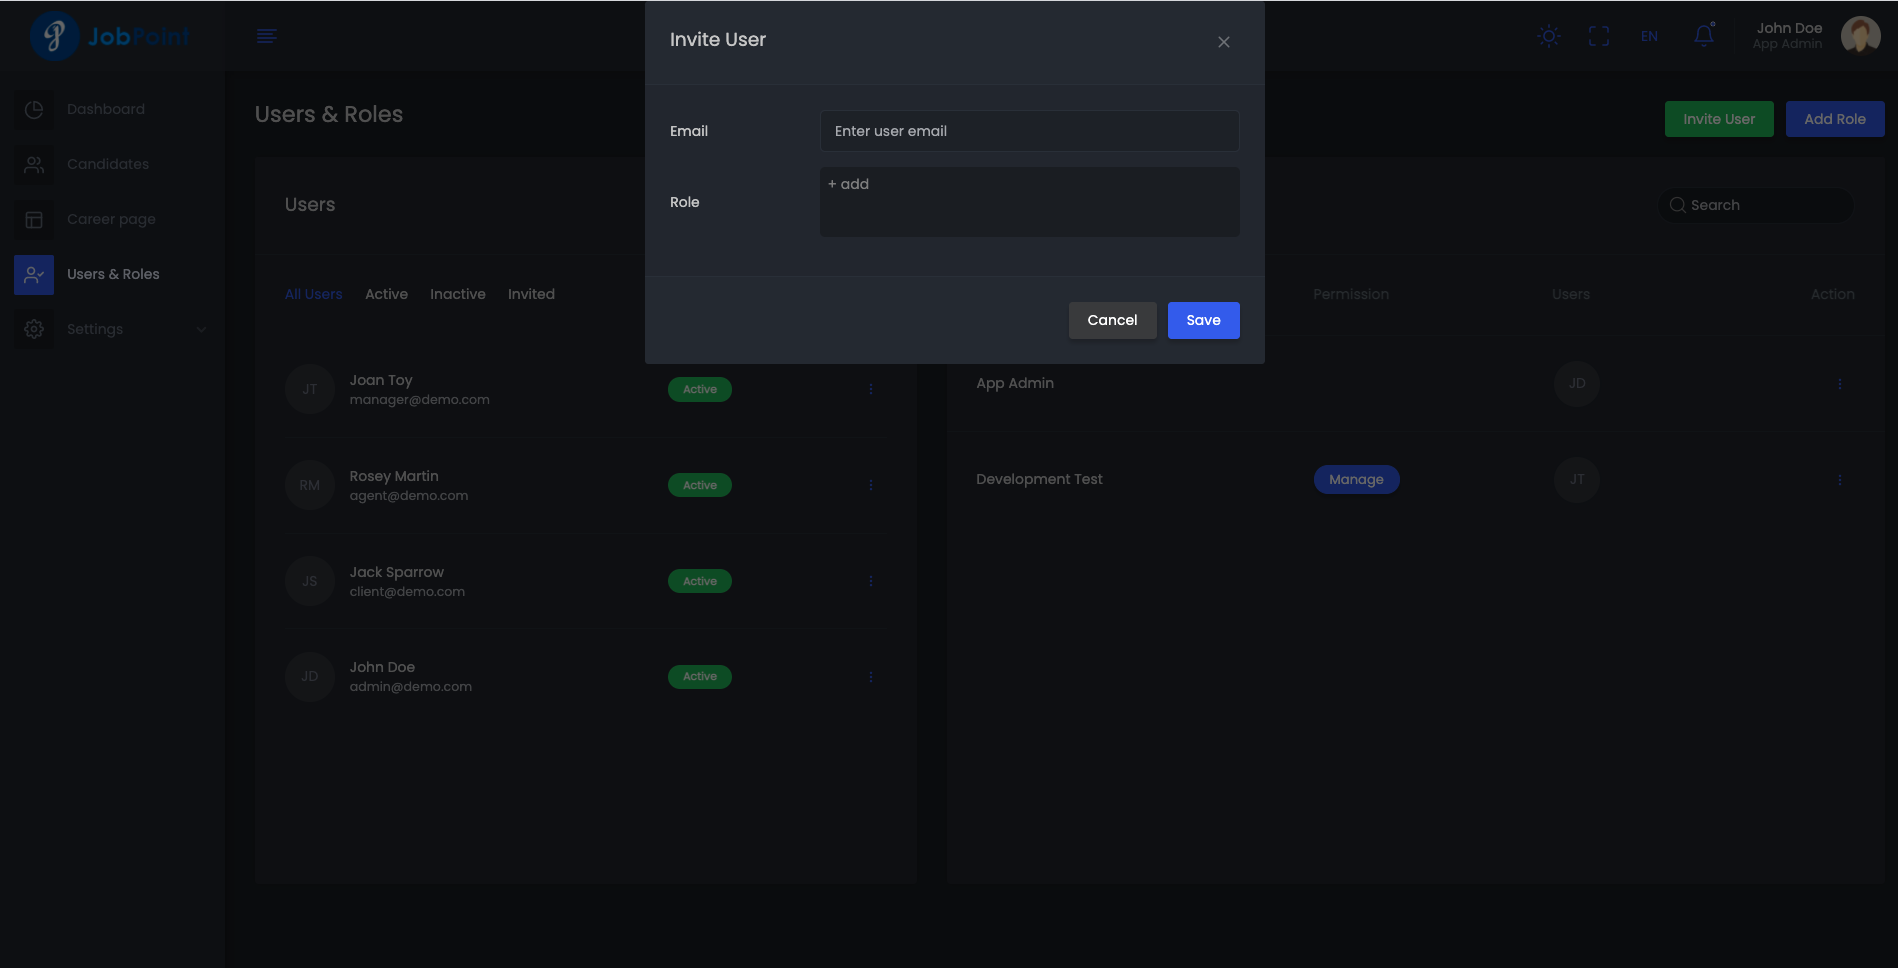 JobPoint
EN
John Doe
App Admin
Dashboard
Candidates
Career page
Users & Roles
Settings
Users & Roles
Invite User
Add Role
Invite User
Email
Enter user email
Role
+ add
Cancel
Save
Users
All Users
Active
Inactive
Invited
JT
Joan Toy
manager@demo.com
Active
RM
Rosey Martin
agent@demo.com
Active
JS
Jack Sparrow
client@demo.com
Active
JD
John Doe
admin@demo.com
Active
Search
Permission
Users
Action
App Admin
JD
Development Test
Manage
JT